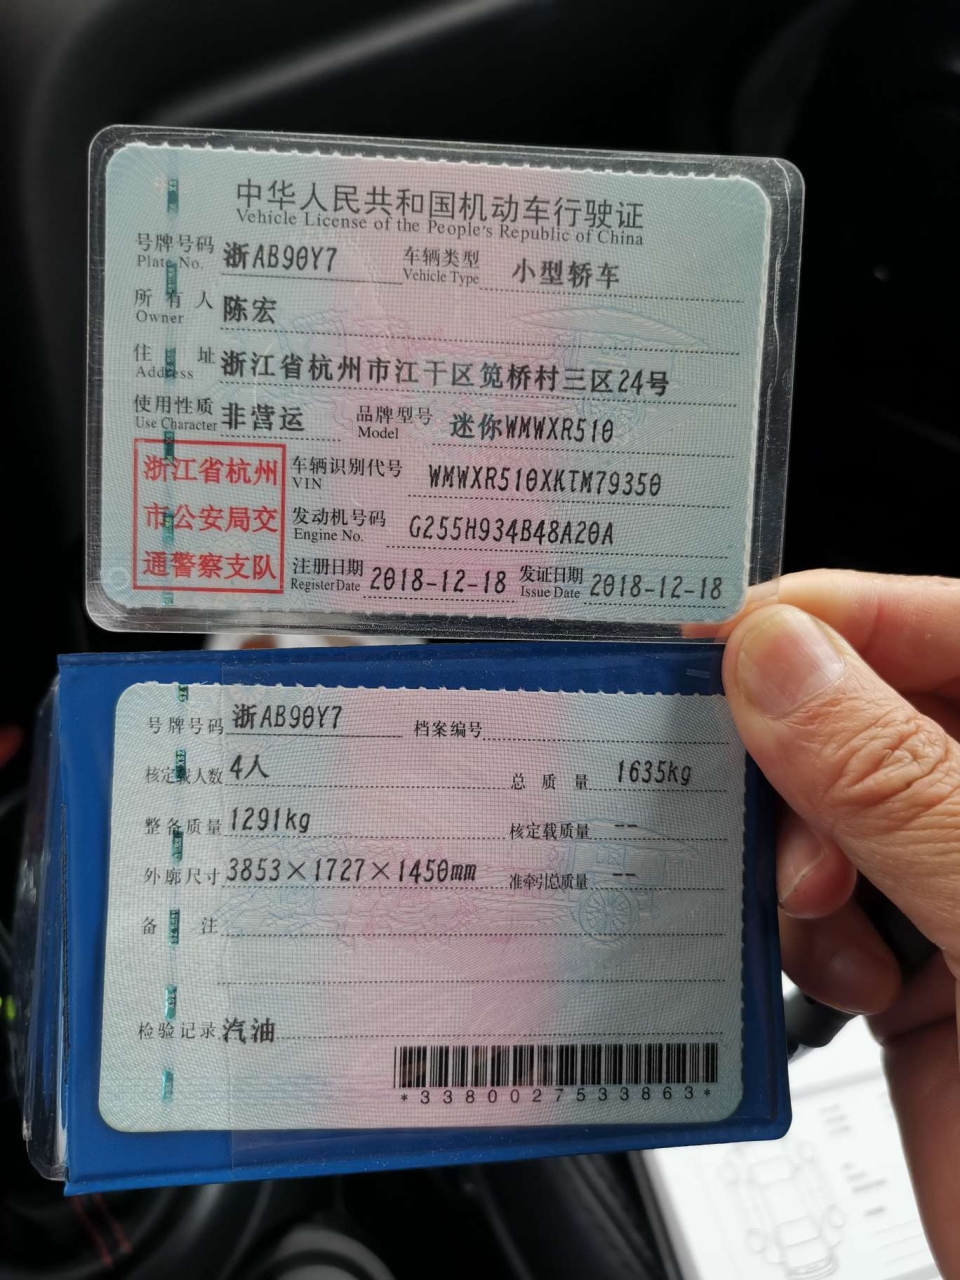 中华人民共和国机动车行驶证
Vehicle License of the People's Republic of China
号牌号码 浙AB90Y7 车辆类型 小型轿车
Plate No. Vehicle Type
所有人 陈宏
Owner
住址 浙江省杭州市江干区笕桥村三区24号
Address
使用性质 非营运 品牌型号 迷你WMWXR510
Use Character Model
浙江省杭州
市公安局交
通警察支队
车辆识别代号 WMWXR510XKTM79350
VIN
发动机号码 G255H934B48A20A
Engine No.
注册日期 2018-12-18 发证日期 2018-12-18
Register Date Issue Date
号牌号码 浙AB90Y7 档案编号
核定载人数 4人 总质量 1635kg
整备质量 1291kg 核定载质量 --
外廓尺寸 3853×1727×1450mm 准牵引总质量 --
备注
检验记录 汽油
*3380027533863*